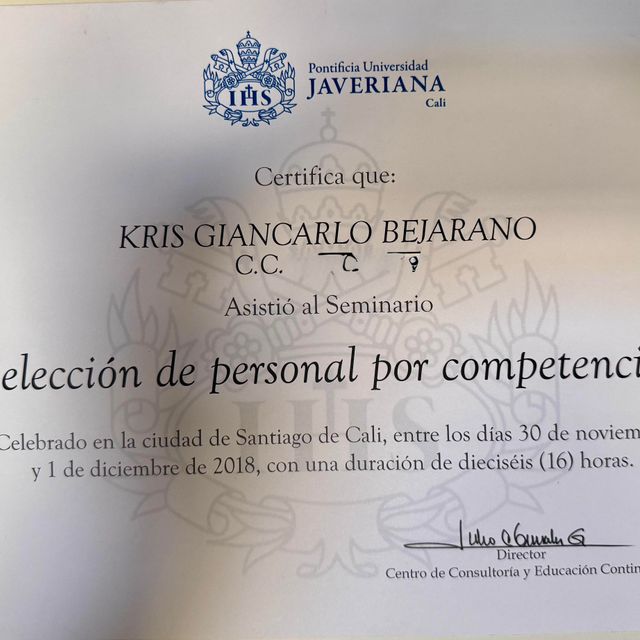 Pontificia Universidad
JAVERIANA
Cali
IHS
Certifica que:
KRIS GIANCARLO BEJARANO
C.C.
Asistió al Seminario
elección de personal por competenci
Celebrado en la ciudad de Santiago de Cali, entre los días 30 de noviem
y 1 de diciembre de 2018, con una duración de dieciséis (16) horas.
Director
Centro de Consultoría y Educación Contin